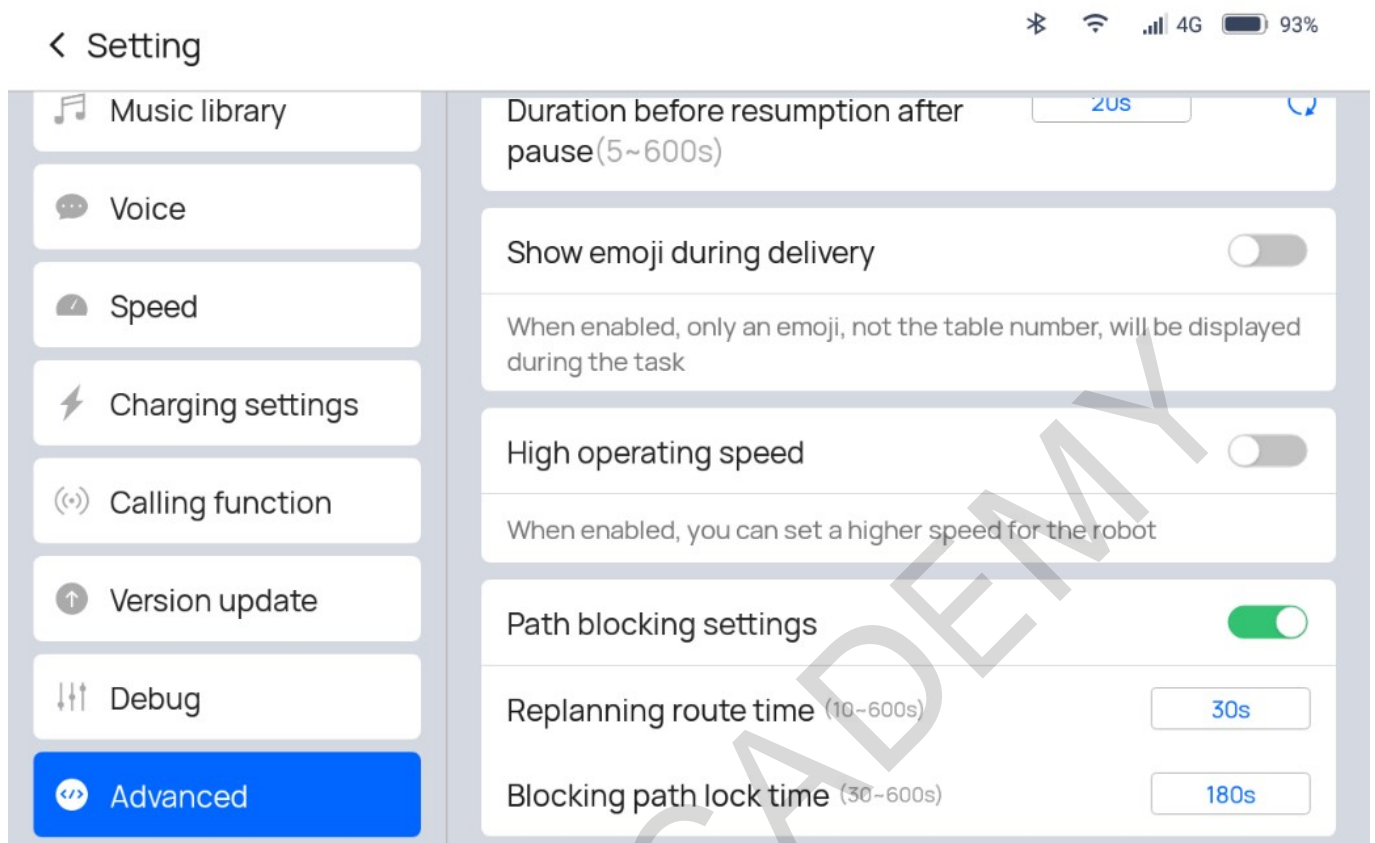 4G 93%
Setting
Music library
Voice
Speed
Charging settings
Calling function
Version update
Debug
Advanced
Duration before resumption after
pause(5~600s)
20s
Show emoji during delivery
When enabled, only an emoji, not the table number, will be displayed
during the task
High operating speed
When enabled, you can set a higher speed for the robot
Path blocking settings
Replanning route time (10~600s)
30s
Blocking path lock time (30~600s)
180s
CADEMY